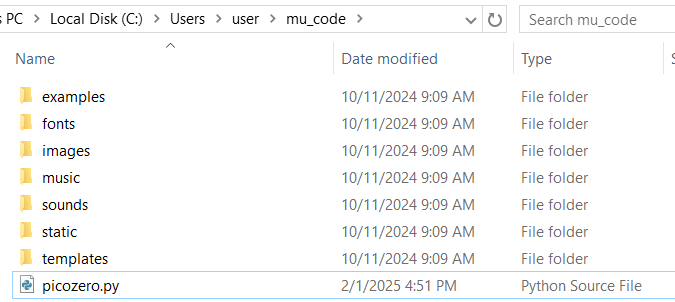 s PC > Local Disk (C:) > Users > user > mu_code > Search mu_code
Name Date modified Type S
examples 10/11/2024 9:09 AM File folder
fonts 10/11/2024 9:09 AM File folder
images 10/11/2024 9:09 AM File folder
music 10/11/2024 9:09 AM File folder
sounds 10/11/2024 9:09 AM File folder
static 10/11/2024 9:09 AM File folder
templates 10/11/2024 9:09 AM File folder
picozero.py 2/1/2025 4:51 PM Python Source File